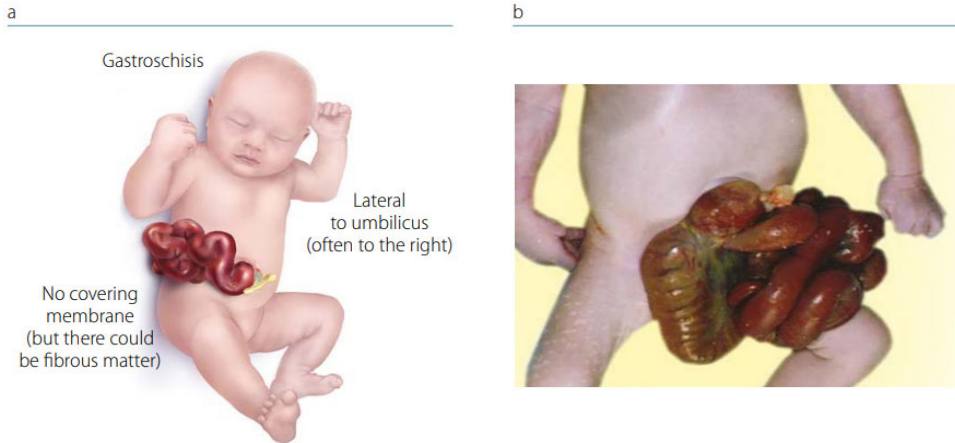 a
b
Gastroschisis
Lateral
to umbilicus
(often to the right)
No covering
membrane
(but there could
be fibrous matter)